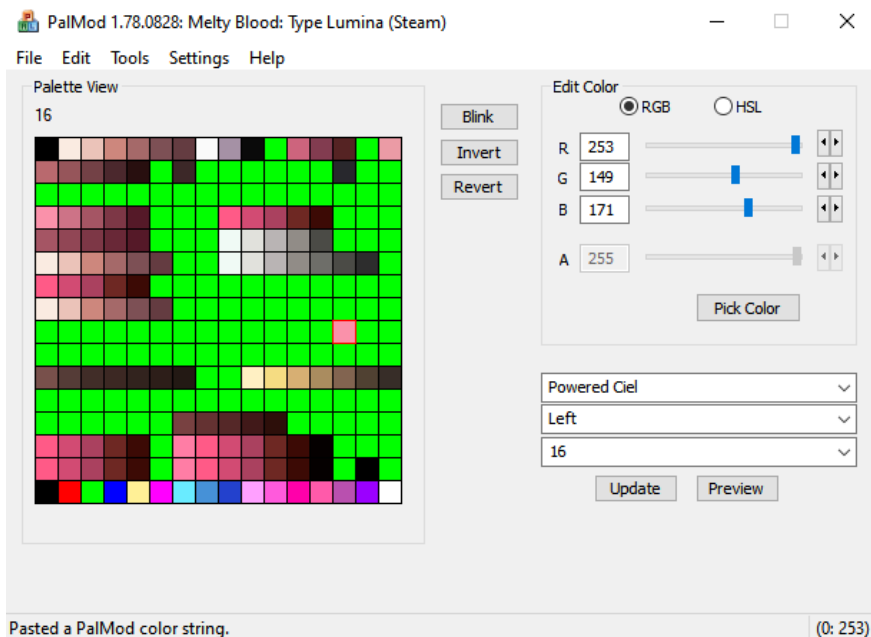 PalMod 1.78.0828: Melty Blood: Type Lumina (Steam)
File Edit Tools Settings Help
Palette View
16
Blink
Invert
Revert
Edit Color
RGB HSL
R 253
G 149
B 171
A 255
Pick Color
Powered Ciel
Left
16
Update Preview
Pasted a PalMod color string. (0: 253)